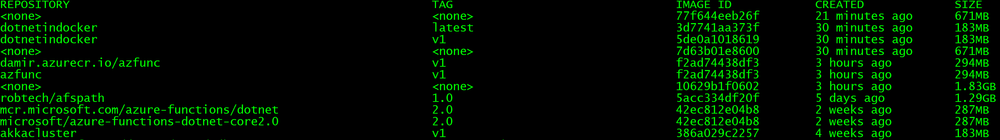 REPOSITORY TAG IMAGE ID CREATED SIZE
<none> <none> 77f644eeb26f 21 minutes ago 671MB
dotnetindocker latest 3d7741aa373f 30 minutes ago 183MB
dotnetindocker v1 5de0a1018619 30 minutes ago 183MB
<none> <none> 7d63b01e8600 30 minutes ago 671MB
damir.azurecr.io/azfunc v1 f2ad74438df3 3 hours ago 294MB
azfunc v1 f2ad74438df3 3 hours ago 294MB
<none> <none> 10629b1f0602 3 hours ago 1.83GB
robtech/afspath 1.0 5acc334df20f 5 days ago 1.29GB
mcr.microsoft.com/azure-functions/dotnet 2.0 42ec812e04b8 2 weeks ago 287MB
microsoft/azure-functions-dotnet-core2.0 2.0 42ec812e04b8 2 weeks ago 287MB
akkacluster v1 386a029c2257 4 weeks ago 183MB